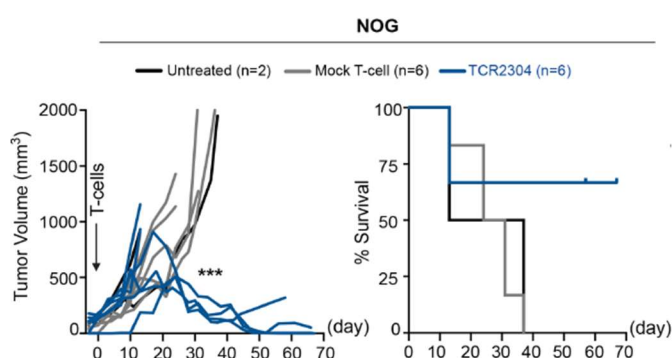 NOG
Untreated (n=2) Mock T-cell (n=6) TCR2304 (n=6)
Tumor Volume (mm³)
2000
1500
1000
500
0
T-cells
***
0 10 20 30 40 50 60 70
(day)
% Survival
100
75
50
25
0
0 10 20 30 40 50 60 70
(day)